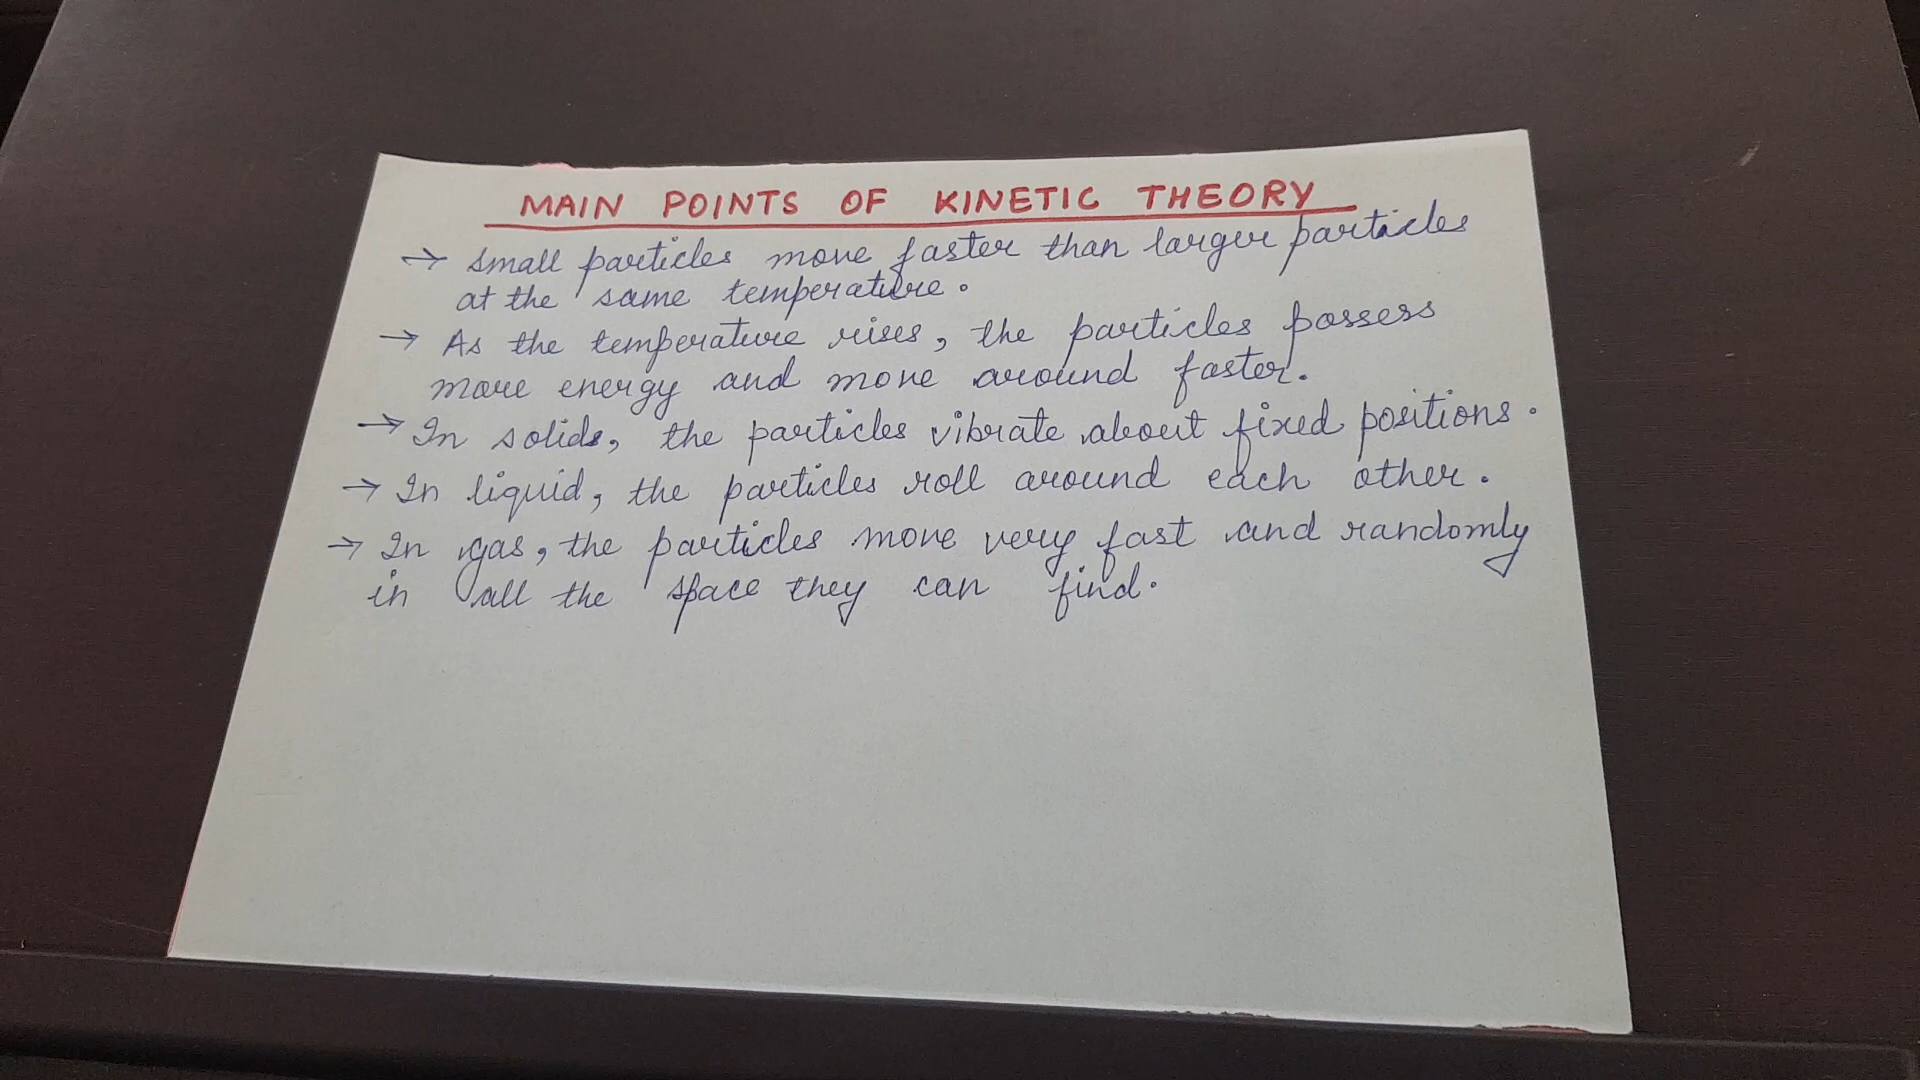 MAIN POINTS OF KINETIC THEORY
→ small particles move faster than larger particles
at the same temperature.
→ As the temperature rises, the particles possess
more energy and move around faster.
→ In solids, the particles vibrate about fixed positions.
→ In liquid, the particles roll around each other.
→ In gas, the particles move very fast and randomly
in all the space they can find.